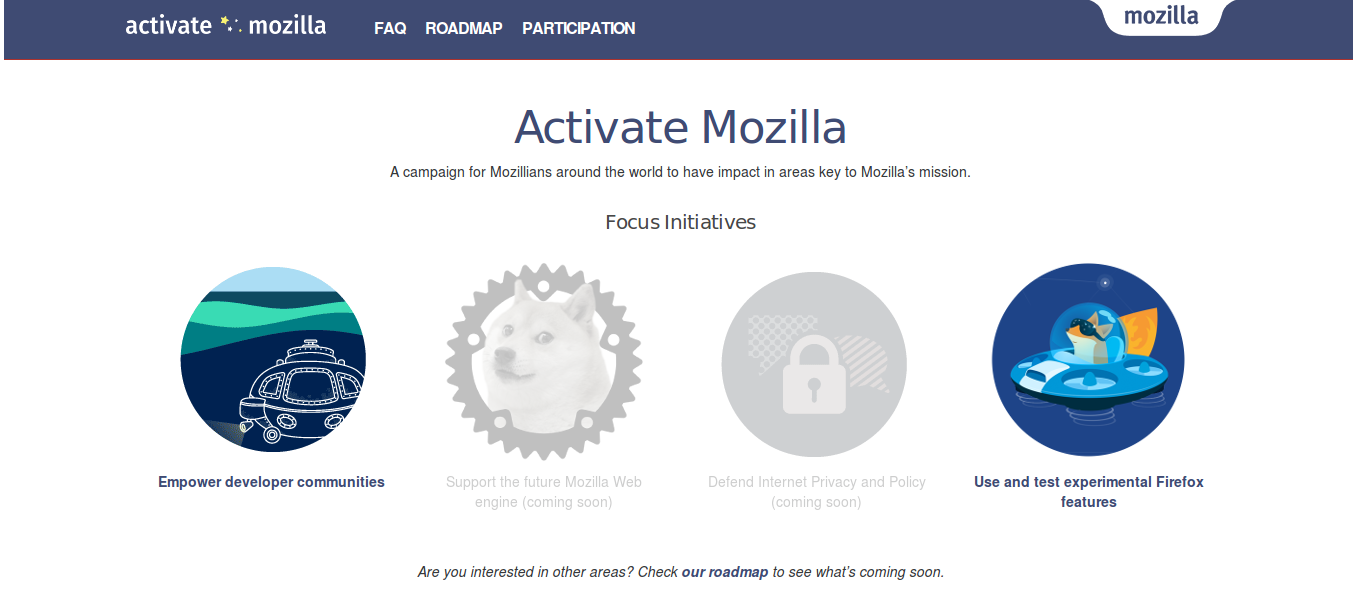 activate mozilla
FAQ ROADMAP PARTICIPATION
mozilla
Activate Mozilla
A campaign for Mozillians around the world to have impact in areas key to Mozilla's mission.
Focus Initiatives
Empower developer communities
Support the future Mozilla Web
engine (coming soon)
Defend Internet Privacy and Policy
(coming soon)
Use and test experimental Firefox
features
Are you interested in other areas? Check our roadmap to see what's coming soon.